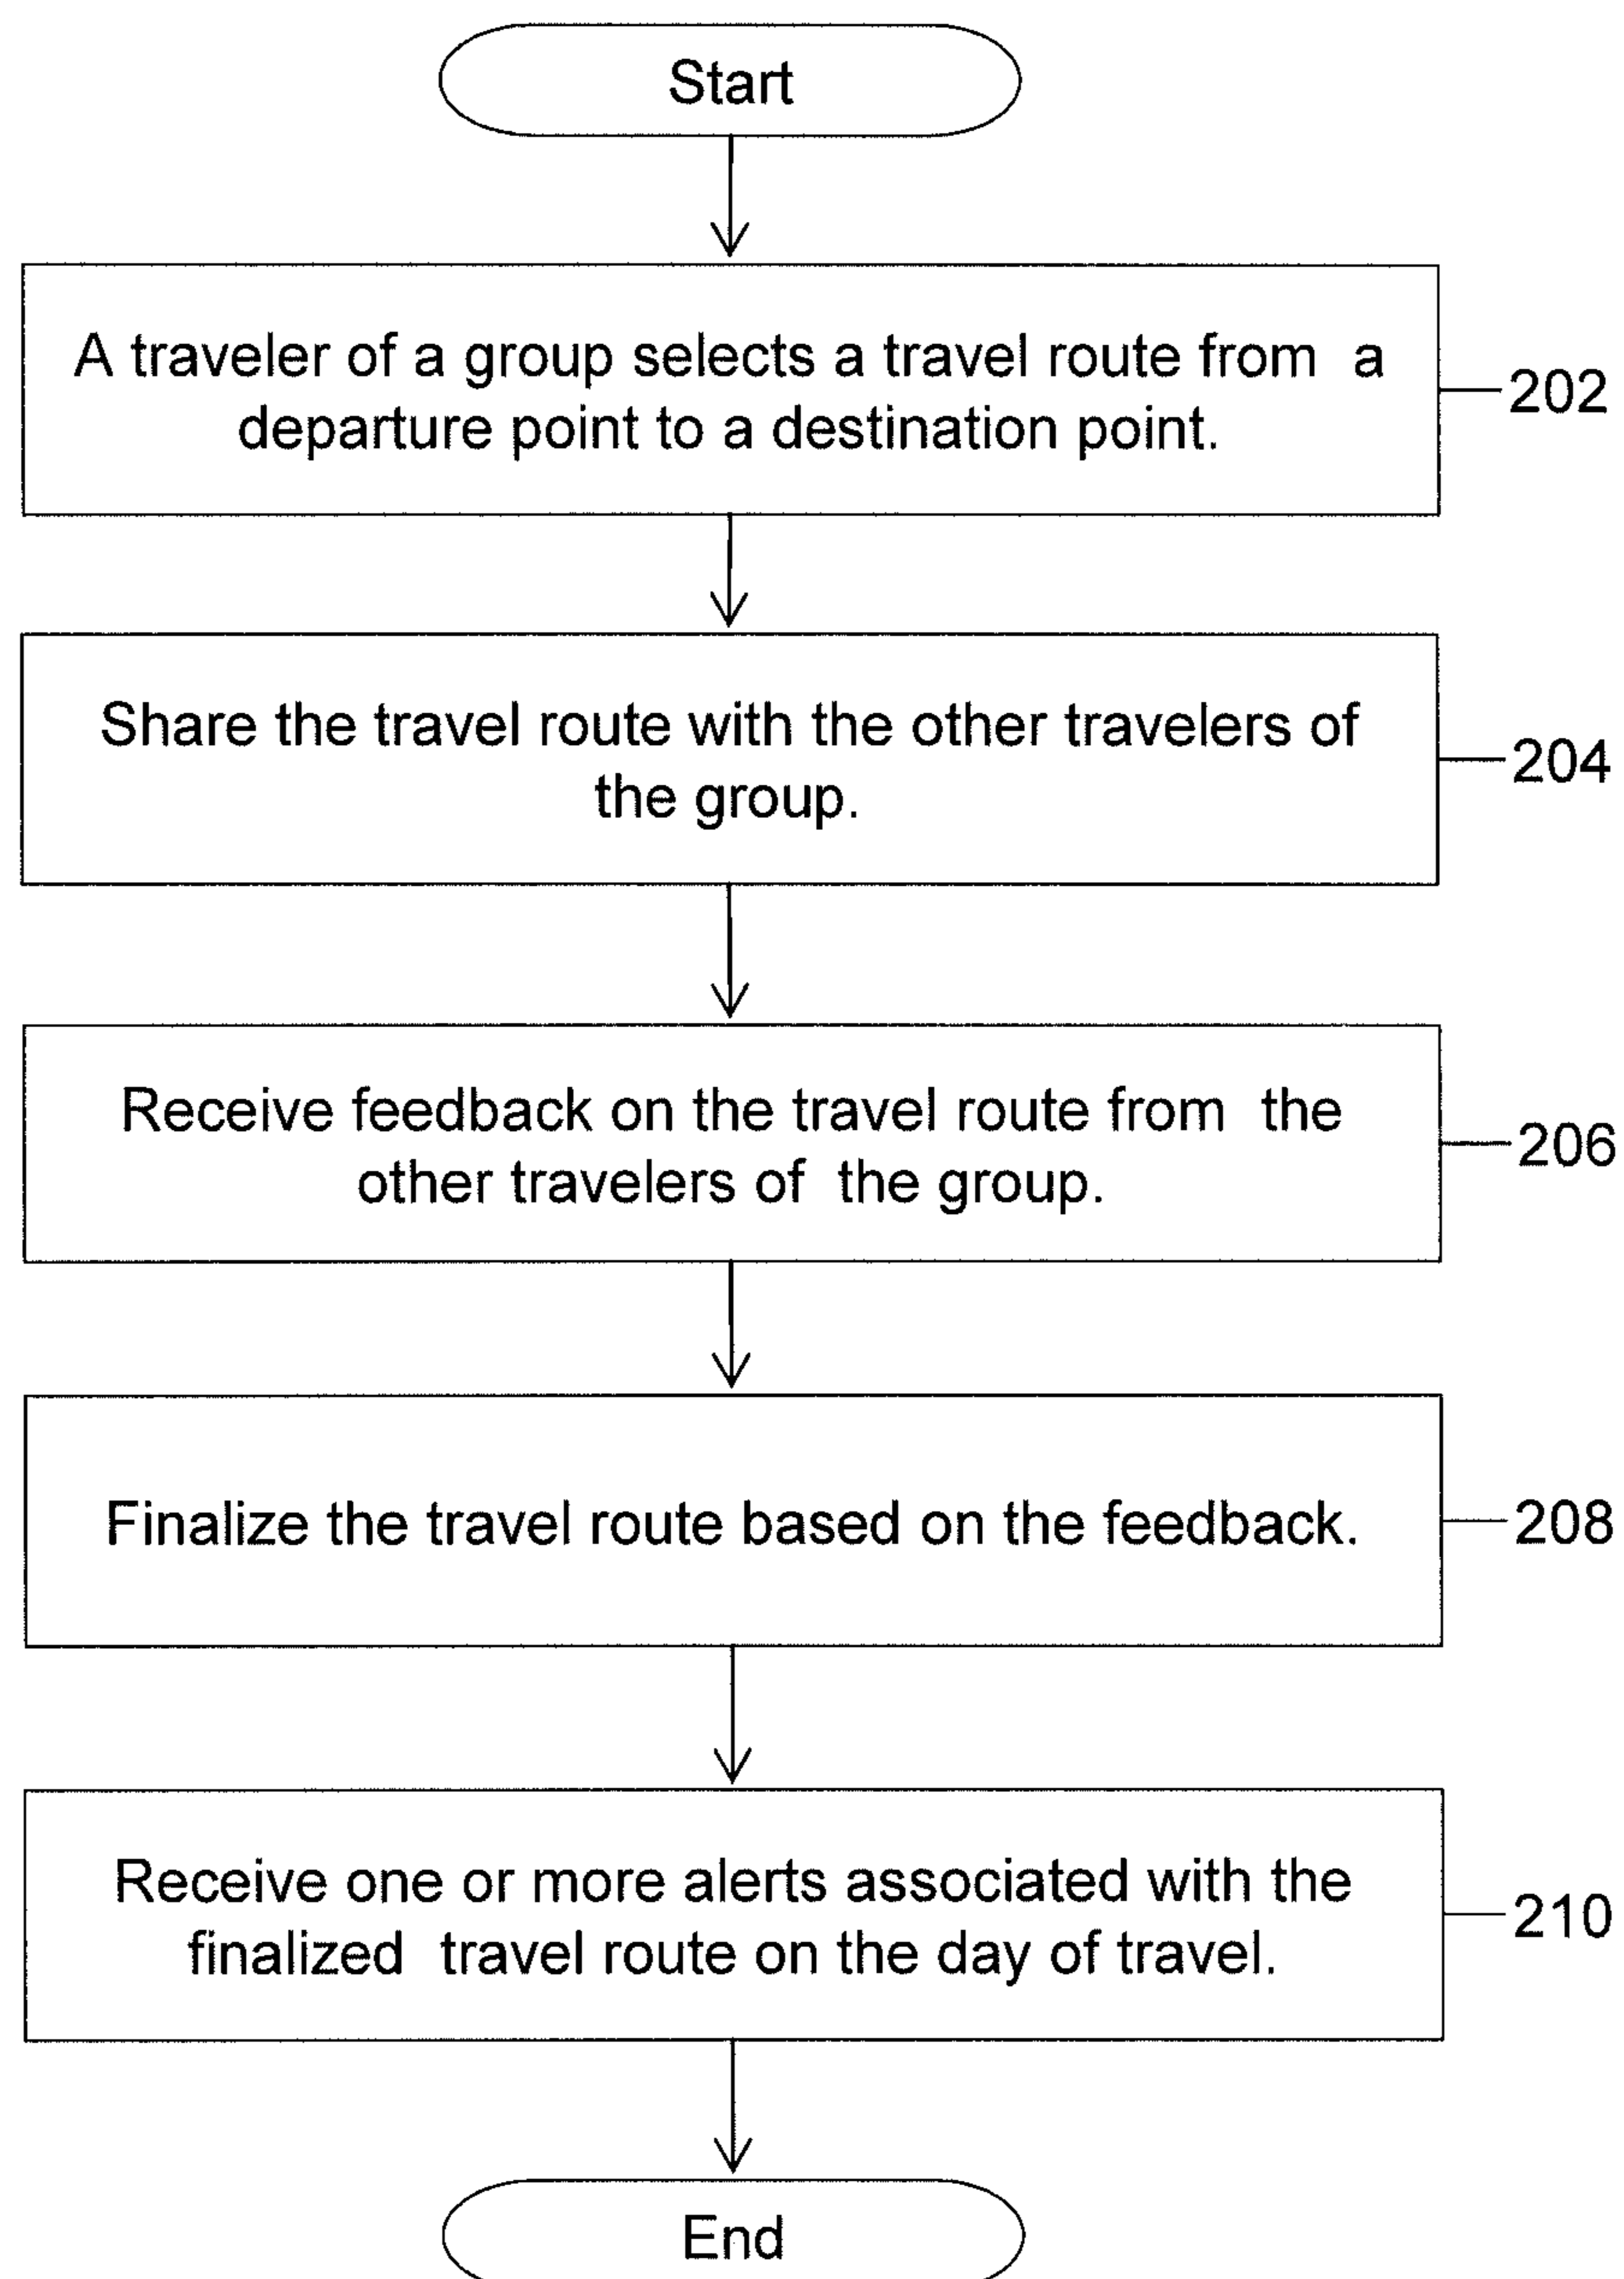 Start
A traveler of a group selects a travel route from a
departure point to a destination point.
202
Share the travel route with the other travelers of
the group.
204
Receive feedback on the travel route from the
other travelers of the group.
206
Finalize the travel route based on the feedback.
208
Receive one or more alerts associated with the
finalized travel route on the day of travel.
210
End